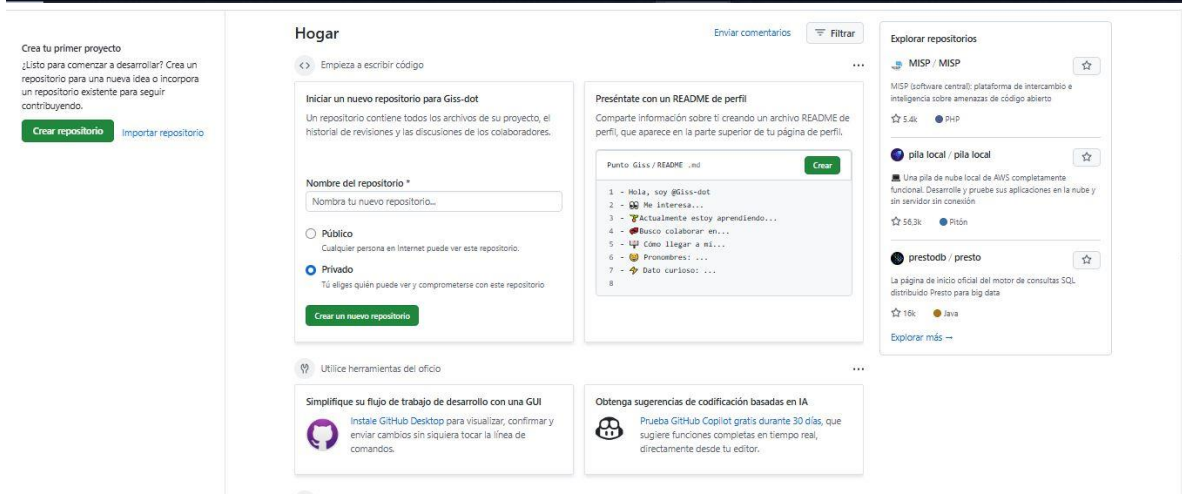 Crea tu primer proyecto
¿Listo para comenzar a desarrollar? Crea un
repositorio para una nueva idea o incorpora
un repositorio existente para seguir
contribuyendo.
Crear repositorio
Importar repositorio
Hogar
Enviar comentarios
Filtrar
Empieza a escribir código
Iniciar un nuevo repositorio para Giss-dot
Un repositorio contiene todos los archivos de su proyecto, el
historial de revisiones y las discusiones de los colaboradores.
Nombre del repositorio *
Nombra tu nuevo repositorio...
Público
Cualquier persona en Internet puede ver este repositorio.
Privado
Tú eliges quién puede ver y comprometerse con este repositorio
Crear un nuevo repositorio
Preséntate con un README de perfil
Comparte información sobre ti creando un archivo README de
perfil, que aparece en la parte superior de tu página de perfil.
Punto Giss / README .md
Crear
1 - Hola, soy @Giss-dot
2 - 👀 Me interesa...
3 - 🌱Actualmente estoy aprendiendo...
4 - 💞️Busco colaborar en...
5 - 📫 Cómo llegar a mí...
6 - 😄 Pronombres: ...
7 - ⚡ Dato curioso: ...
8
Utilice herramientas del oficio
Simplifique su flujo de trabajo de desarrollo con una GUI
Instale GitHub Desktop para visualizar, confirmar y
enviar cambios sin siquiera tocar la línea de
comandos.
Obtenga sugerencias de codificación basadas en IA
Prueba GitHub Copilot gratis durante 30 días, que
sugiere funciones completas en tiempo real,
directamente desde tu editor.
Explorar repositorios
MISP / MISP
MISP (software central): plataforma de intercambio e
inteligencia sobre amenazas de código abierto
5.4k PHP
pila local / pila local
💻 Una pila de nube local de AWS completamente
funcional. Desarrolle y pruebe sus aplicaciones en la nube y
sin servidor sin conexión
56.3k Pitón
prestodb / presto
La página de inicio oficial del motor de consultas SQL
distribuido Presto para big data
16k Java
Explorar más →